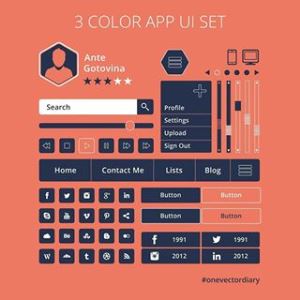 3 COLOR APP UI SET
Ante
Gotovina
Search
Profile
Settings
Upload
Sign Out
Home
Contact Me
Lists
Blog
Button
Button
Button
Button
1991
1991
2012
2012
#onevectordiary